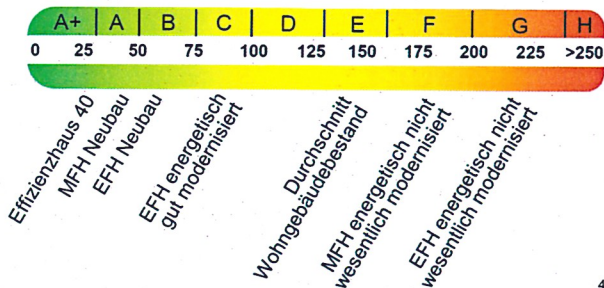 A+ A B C D E F G H
0 25 50 75 100 125 150 175 200 225 >250
Effizienzhaus 40
MFH Neubau
EFH Neubau
EFH energetisch
gut modernisiert
Durchschnitt
Wohngebäudebestand
MFH energetisch nicht
wesentlich modernisiert
EFH energetisch nicht
wesentlich modernisiert
4